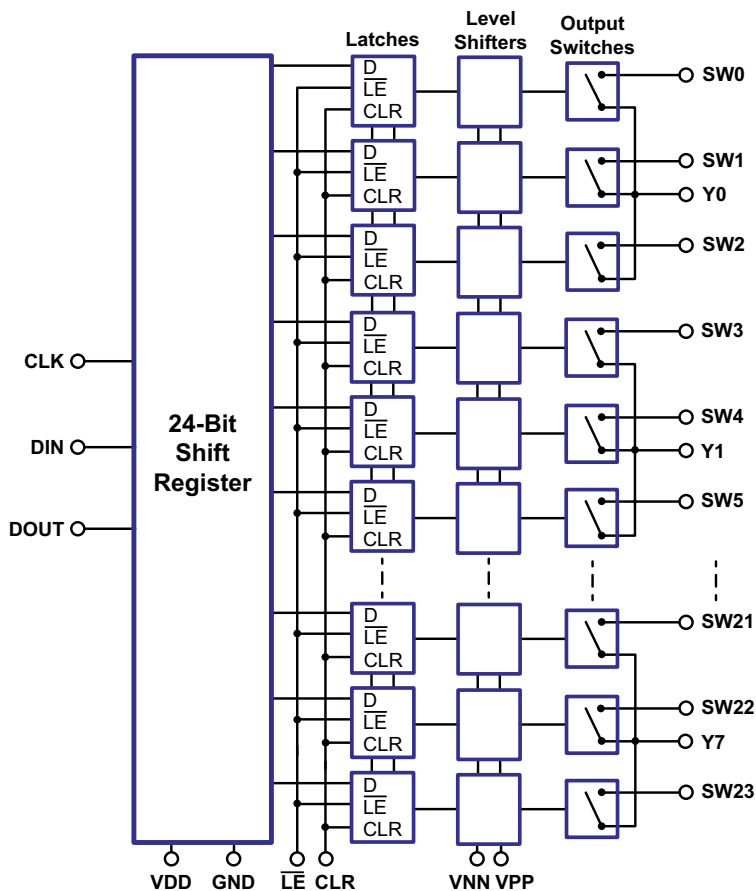 Latches
Level
Shifters
Output
Switches
D
LE
CLR
SW0
D
LE
CLR
SW1
Y0
D
LE
CLR
SW2
D
LE
CLR
SW3
CLK
D
LE
CLR
SW4
Y1
24-Bit
Shift
Register
DIN
D
LE
CLR
SW5
DOUT
D
LE
CLR
SW21
D
LE
CLR
SW22
Y7
D
LE
CLR
SW23
VDD
GND
LE
CLR
VNN
VPP